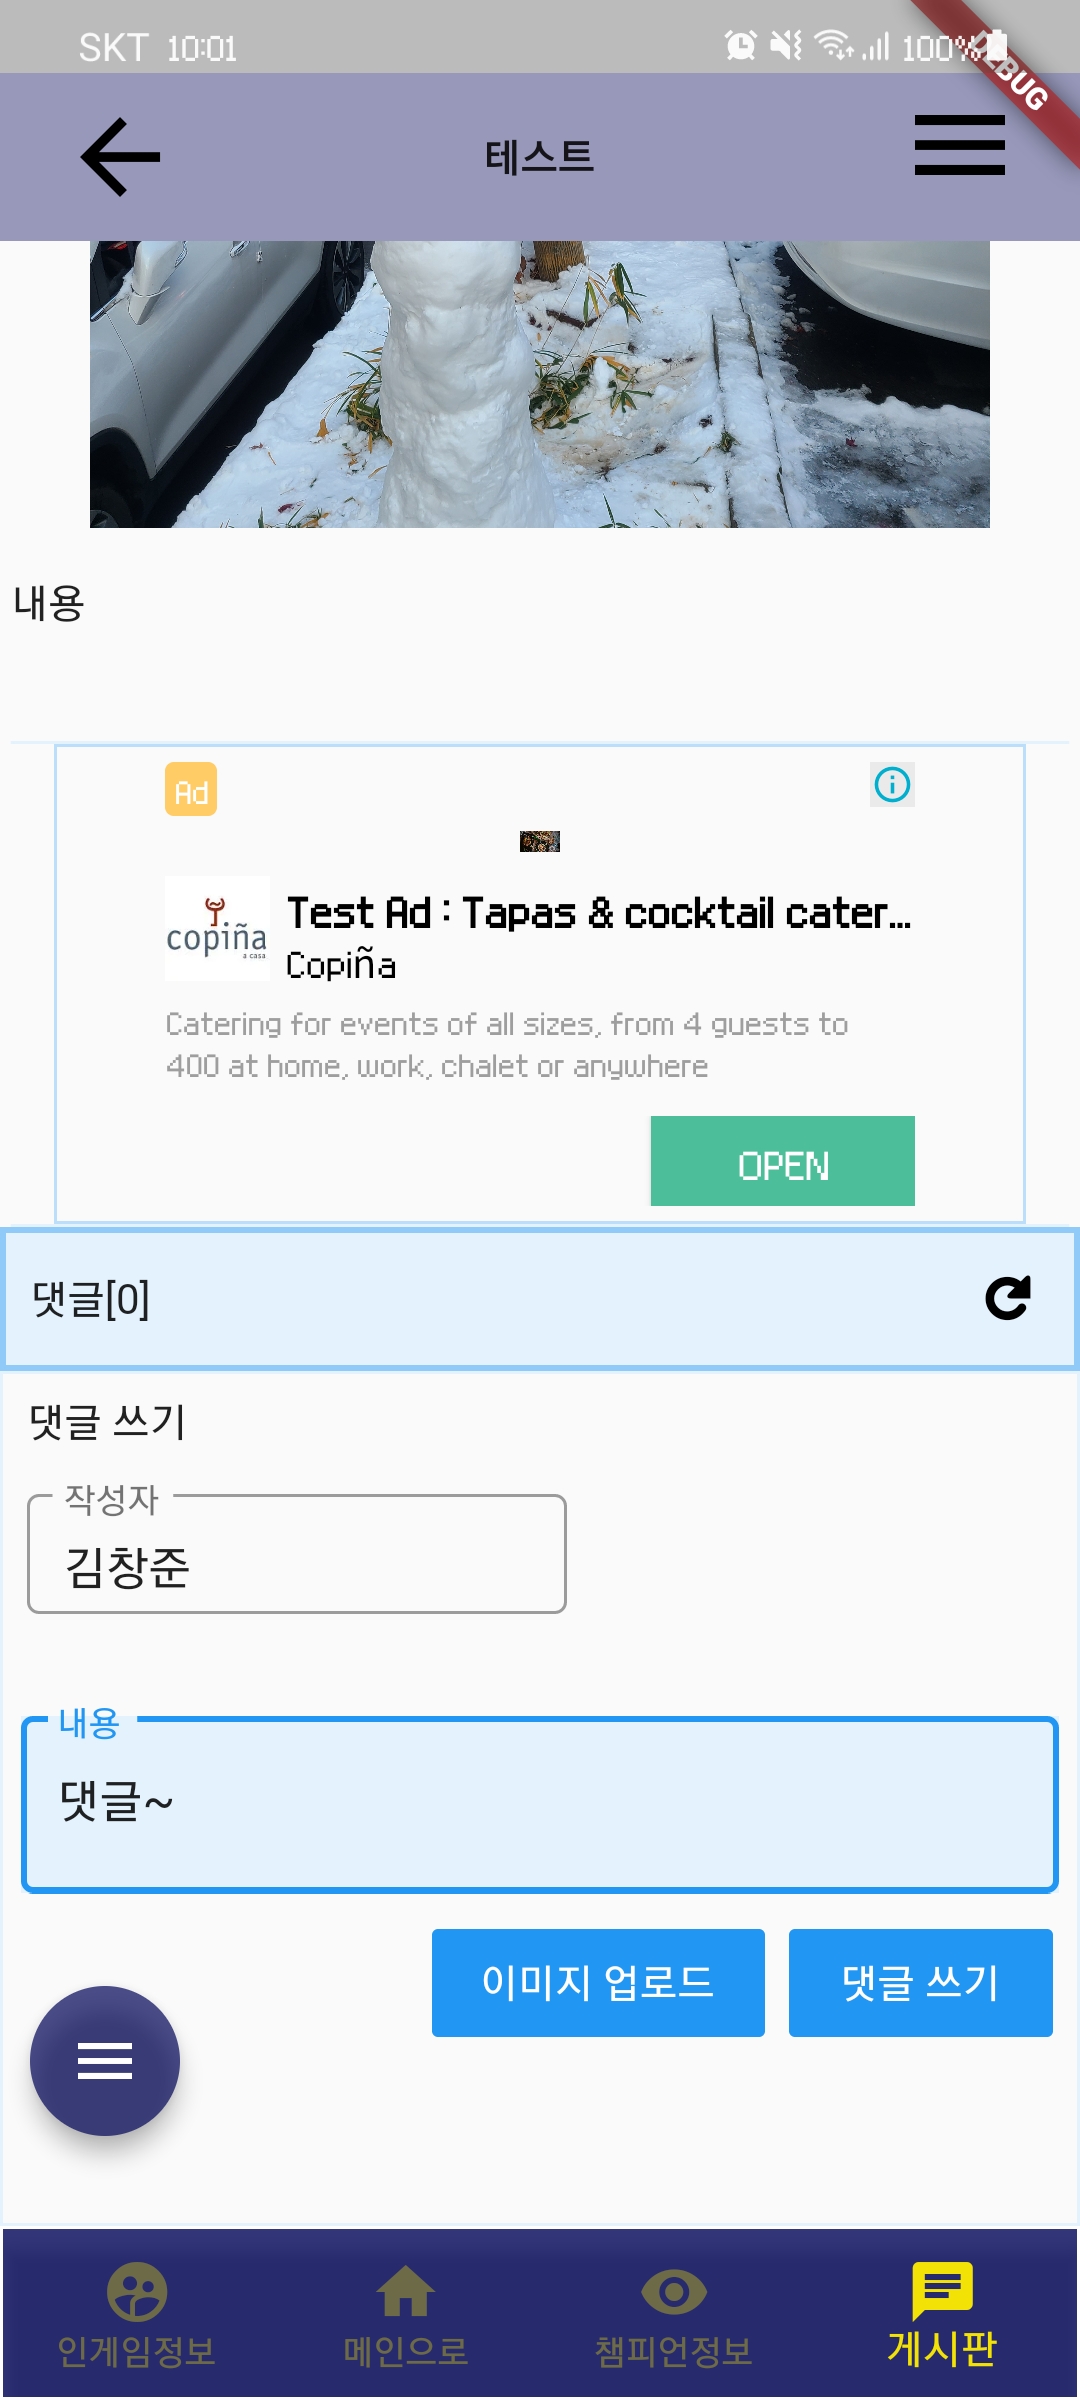 SKT 10:01
100%
DEBUG
테스트
내용
Ad
copiña
a casa
Test Ad : Tapas & cocktail cater...
Copiña
Catering for events of all sizes, from 4 guests to
400 at home, work, chalet or anywhere
OPEN
댓글[0]
댓글 쓰기
작성자
김창준
내용
댓글~
이미지 업로드
댓글 쓰기
인게임정보
메인으로
챔피언정보
게시판